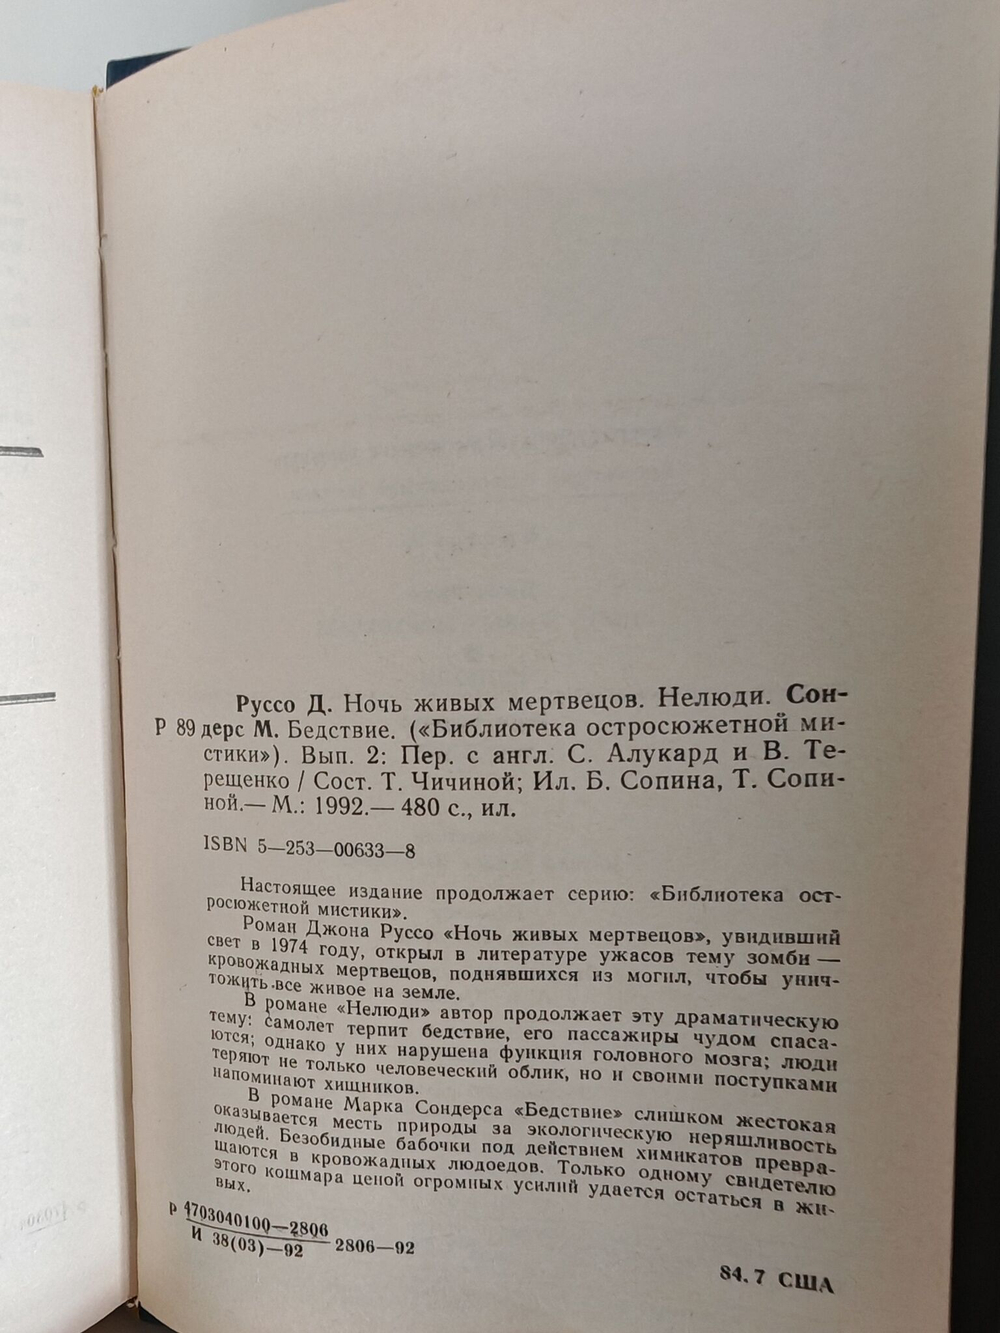 Руссо Д. Ночь живых мертвецов. Нелюди. Сон-
Р 89 дерс М. Бедствие. («Библиотека остросюжетной ми-
стики»). Вып. 2: Пер. с англ. С. Алукард и В. Те-
рещенко / Сост. Т. Чичиной; Ил. Б. Сопина, Т. Сопи-
ной.— М.: 1992.— 480 с., ил.
ISBN 5—253—00633—8
Настоящее издание продолжает серию: «Библиотека ост-
росюжетной мистики».
Роман Джона Руссо «Ночь живых мертвецов», увидивший
свет в 1974 году, открыл в литературе ужасов тему зомби —
кровожадных мертвецов, поднявшихся из могил, чтобы унич-
тожить все живое на земле.
В романе «Нелюди» автор продолжает эту драматическую
тему: самолет терпит бедствие, его пассажиры чудом спаса-
ются; однако у них нарушена функция головного мозга; люди
теряют не только человеческий облик, но и своими поступками
напоминают хищников.
В романе Марка Сондерса «Бедствие» слишком жестокая
оказывается месть природы за экологическую неряшливость
людей. Безобидные бабочки под действием химикатов превра-
щаются в кровожадных людоедов. Только одному свидетелю
этого кошмара ценой огромных усилий удается остаться в жи-
вых.
Р 4703040100—2806
И 38(03)—92 2806—92
84.7 США